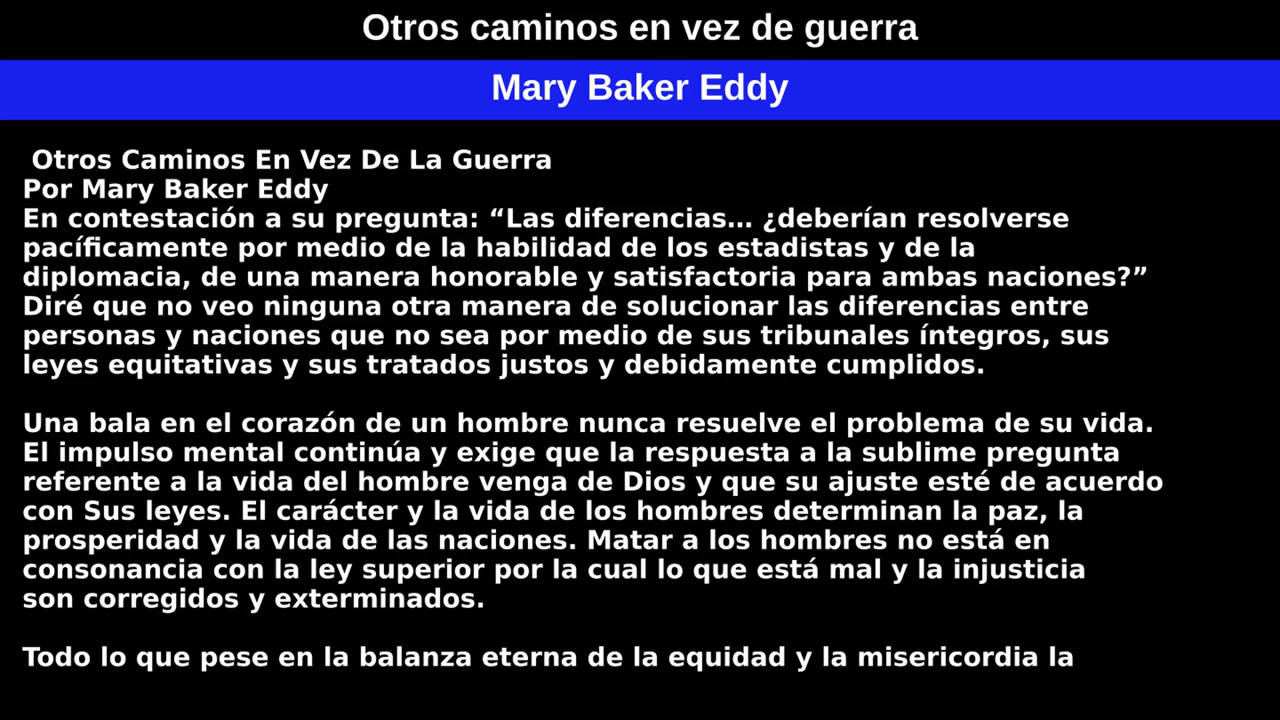 Otros caminos en vez de guerra
Mary Baker Eddy
Otros Caminos En Vez De La Guerra
Por Mary Baker Eddy
En contestación a su pregunta: “Las diferencias… ¿deberían resolverse
pacíficamente por medio de la habilidad de los estadistas y de la
diplomacia, de una manera honorable y satisfactoria para ambas naciones?”
Diré que no veo ninguna otra manera de solucionar las diferencias entre
personas y naciones que no sea por medio de sus tribunales íntegros, sus
leyes equitativas y sus tratados justos y debidamente cumplidos.
Una bala en el corazón de un hombre nunca resuelve el problema de su vida.
El impulso mental continúa y exige que la respuesta a la sublime pregunta
referente a la vida del hombre venga de Dios y que su ajuste esté de acuerdo
con Sus leyes. El carácter y la vida de los hombres determinan la paz, la
prosperidad y la vida de las naciones. Matar a los hombres no está en
consonancia con la ley superior por la cual lo que está mal y la injusticia
son corregidos y exterminados.
Todo lo que pese en la balanza eterna de la equidad y la misericordia la